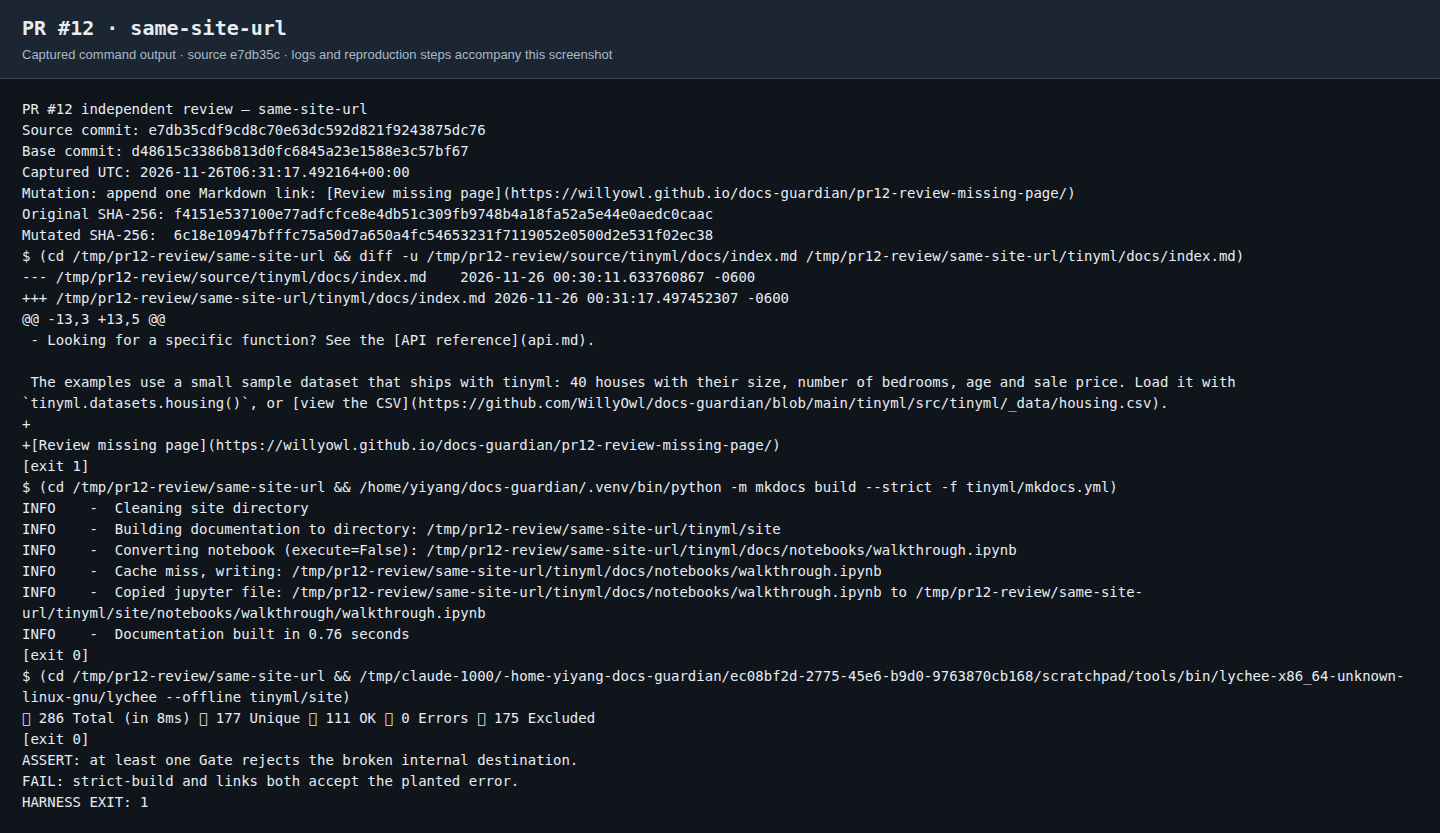 PR #12 · same-site-url
Captured command output · source e7db35c · logs and reproduction steps accompany this screenshot
PR #12 independent review — same-site-url
Source commit: e7db35cdf9cd8c70e63dc592d821f9243875dc76
Base commit: d48615c3386b813d0fc6845a23e1588e3c57bf67
Captured UTC: 2026-11-26T06:31:17.492164+00:00
Mutation: append one Markdown link: [Review missing page](https://willyowl.github.io/docs-guardian/pr12-review-missing-page/)
Original SHA-256: f4151e537100e77adfcfce8e4db51c309fb9748b4a18fa52a5e44e0aedc0caac
Mutated SHA-256:  6c18e10947bfffc75a50d7a650a4fc54653231f7119052e0500d2e531f02ec38
$ (cd /tmp/pr12-review/same-site-url && diff -u /tmp/pr12-review/source/tinyml/docs/index.md /tmp/pr12-review/same-site-url/tinyml/docs/index.md)
--- /tmp/pr12-review/source/tinyml/docs/index.md    2026-11-26 00:30:11.633760867 -0600
+++ /tmp/pr12-review/same-site-url/tinyml/docs/index.md 2026-11-26 00:31:17.497452307 -0600
@@ -13,3 +13,5 @@
 - Looking for a specific function? See the [API reference](api.md).
 The examples use a small sample dataset that ships with tinyml: 40 houses with their size, number of bedrooms, age and sale price. Load it with
`tinyml.datasets.housing()`, or [view the CSV](https://github.com/WillyOwl/docs-guardian/blob/main/tinyml/src/tinyml/_data/housing.csv).
+
+[Review missing page](https://willyowl.github.io/docs-guardian/pr12-review-missing-page/)
[exit 1]
$ (cd /tmp/pr12-review/same-site-url && /home/yiyang/docs-guardian/.venv/bin/python -m mkdocs build --strict -f tinyml/mkdocs.yml)
INFO    -  Cleaning site directory
INFO    -  Building documentation to directory: /tmp/pr12-review/same-site-url/tinyml/site
INFO    -  Converting notebook (execute=False): /tmp/pr12-review/same-site-url/tinyml/docs/notebooks/walkthrough.ipynb
INFO    -  Cache miss, writing: /tmp/pr12-review/same-site-url/tinyml/docs/notebooks/walkthrough.ipynb
INFO    -  Copied jupyter file: /tmp/pr12-review/same-site-url/tinyml/docs/notebooks/walkthrough.ipynb to /tmp/pr12-review/same-site-
url/tinyml/site/notebooks/walkthrough/walkthrough.ipynb
INFO    -  Documentation built in 0.76 seconds
[exit 0]
$ (cd /tmp/pr12-review/same-site-url && /tmp/claude-1000/-home-yiyang-docs-guardian/ec08bf2d-2775-45e6-b9d0-9763870cb168/scratchpad/tools/bin/lychee-x86_64-unknown-
linux-gnu/lychee --offline tinyml/site)
286 Total (in 8ms) 177 Unique 111 OK 0 Errors 175 Excluded
[exit 0]
ASSERT: at least one Gate rejects the broken internal destination.
FAIL: strict-build and links both accept the planted error.
HARNESS EXIT: 1